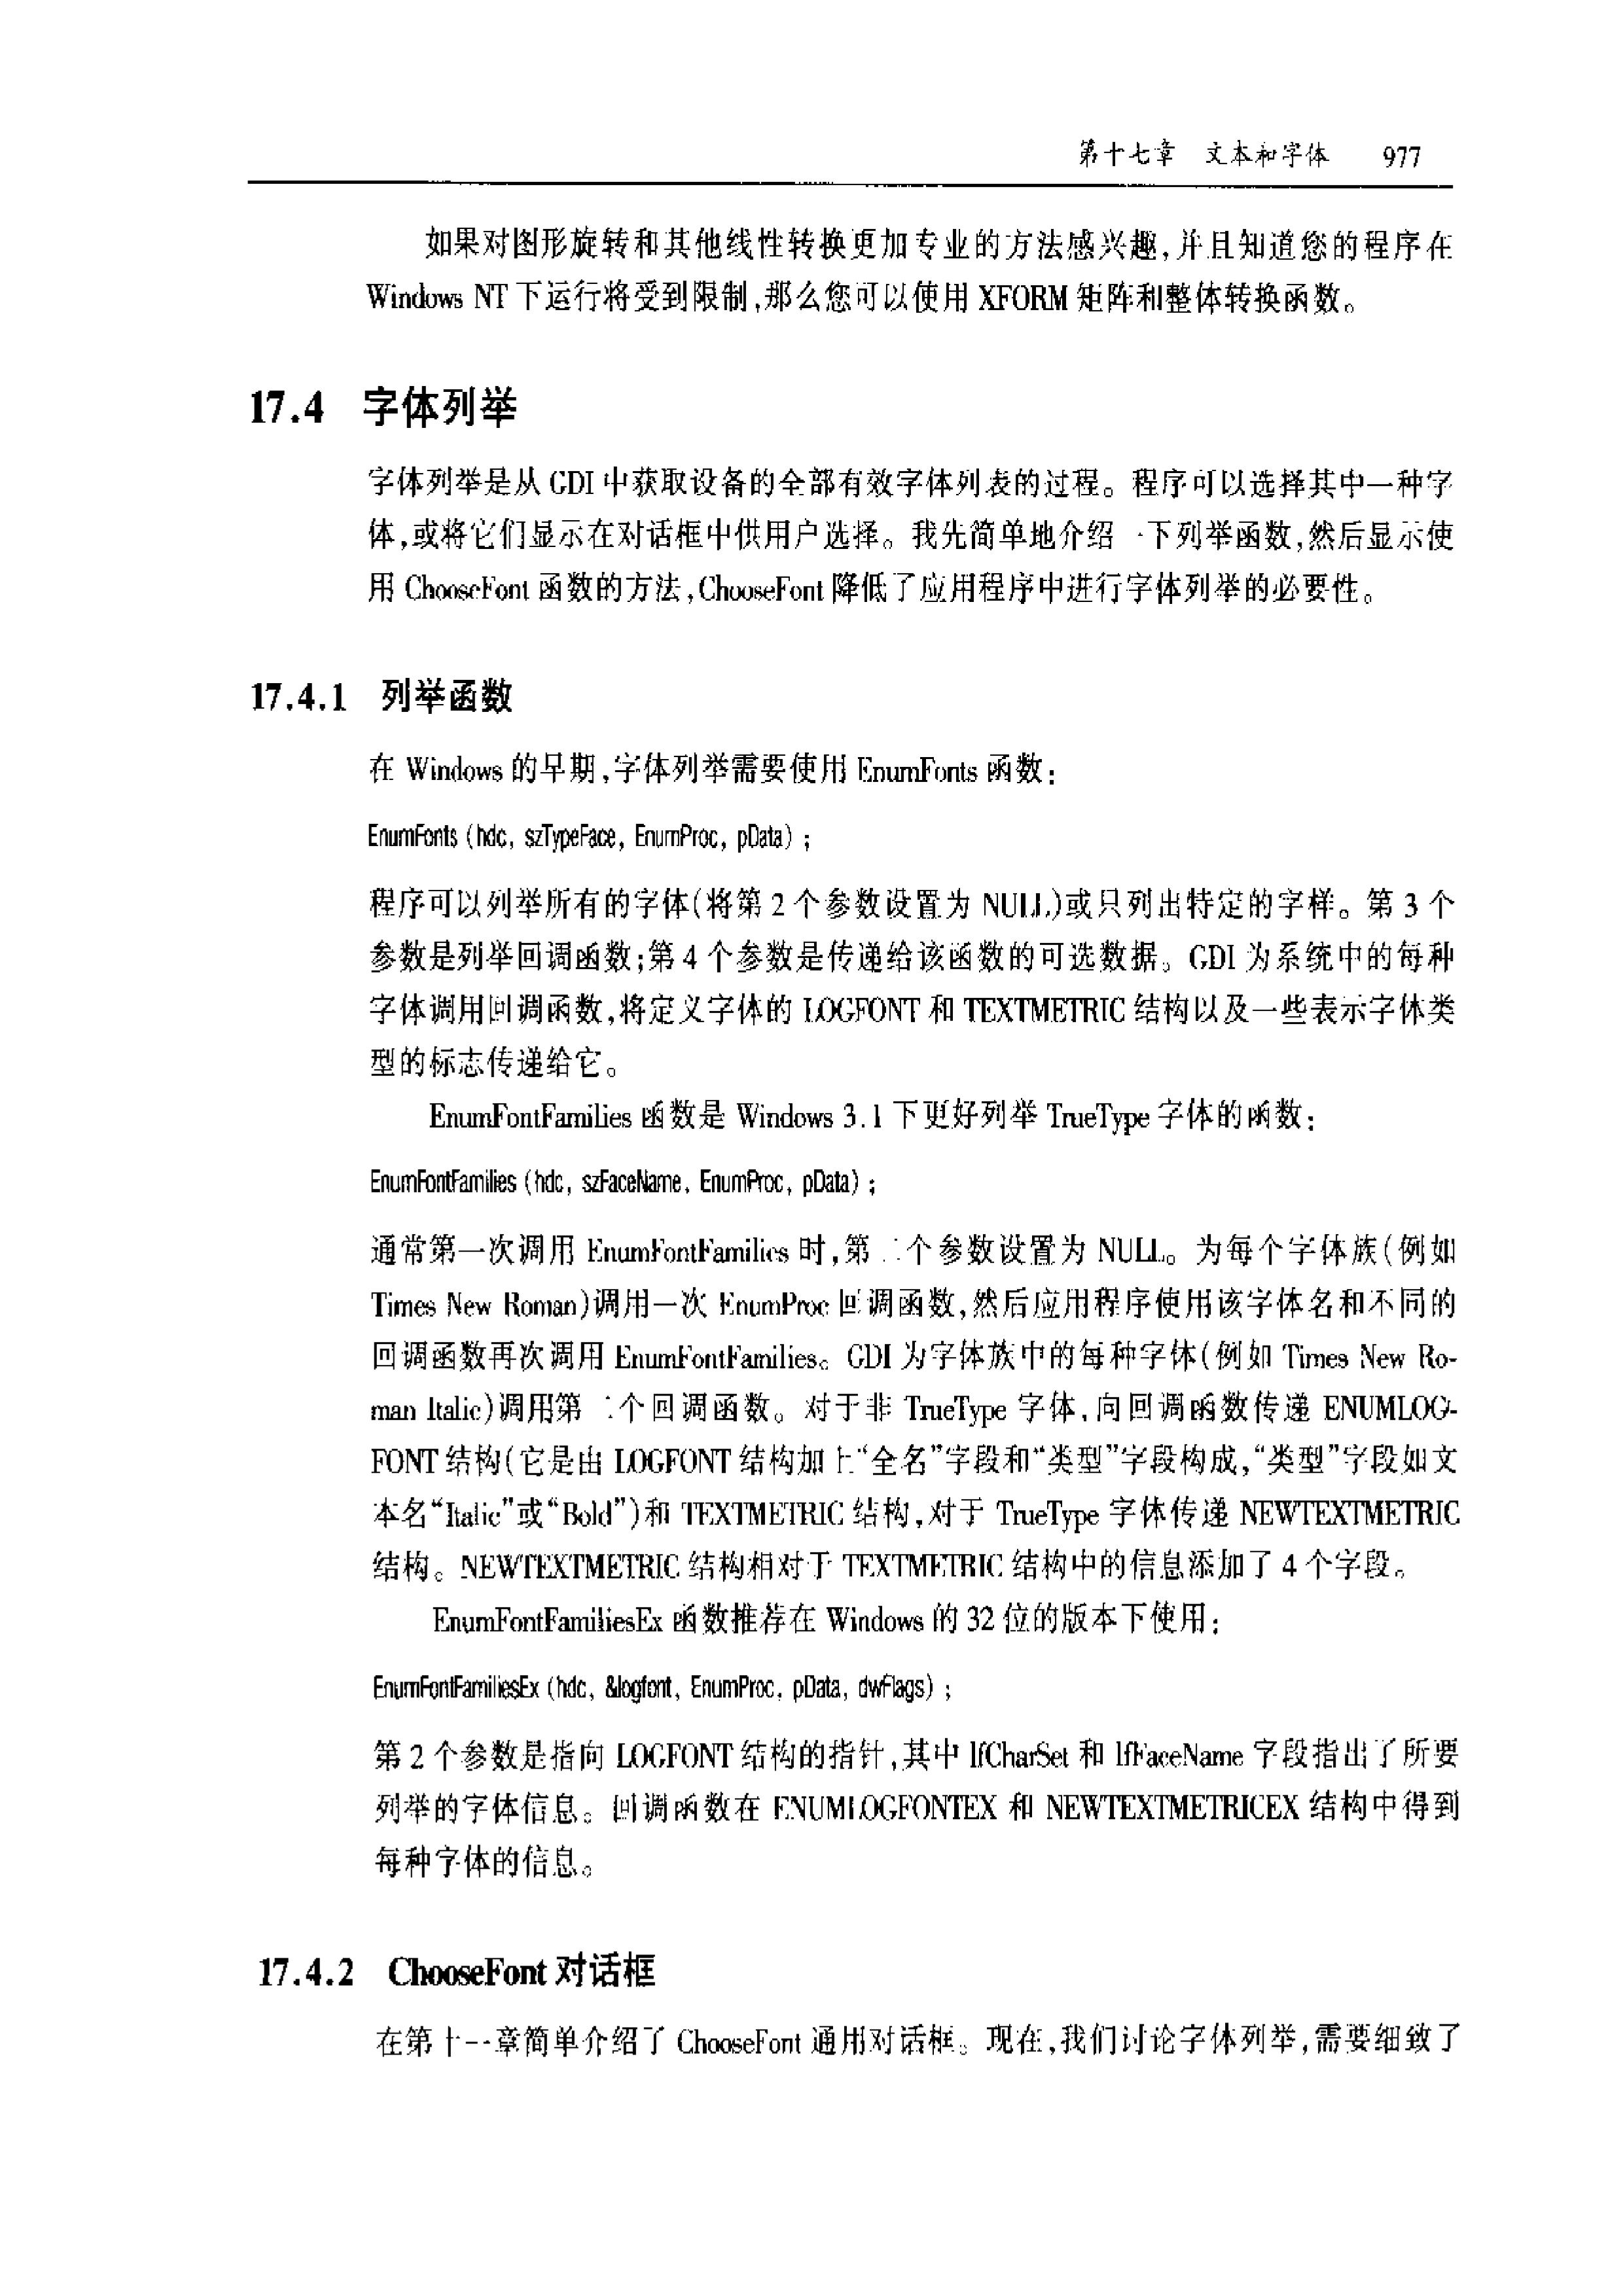 第十七章 文本和字体 977
如果对图形旋转和其他线性转换更加专业的方法感兴趣,并且知道您的程序在
Windows NT 下运行将受到限制,那么您可以使用 XFORM 矩阵和整体转换函数。
17.4 字体列举
字体列举是从 GDI 中获取设备的全部有效字体列表的过程。程序可以选择其中一种字
体,或将它们显示在对话框中供用户选择。我先简单地介绍一下列举函数,然后显示使
用 ChooseFont 函数的方法,ChooseFont 降低了应用程序中进行字体列举的必要性。
17.4.1 列举函数
在 Windows 的早期,字体列举需要使用 EnumFonts 函数:
EnumFonts (hdc, szTypeFace, EnumProc, pData) ;
程序可以列举所有的字体(将第 2 个参数设置为 NULL)或只列出特定的字样。第 3 个
参数是列举回调函数;第 4 个参数是传递给该函数的可选数据。GDI 为系统中的每种
字体调用回调函数,将定义字体的 LOGFONT 和 TEXTMETRIC 结构以及一些表示字体类
型的标志传递给它。
EnumFontFamilies 函数是 Windows 3.1 下更好列举 TrueType 字体的函数:
EnumFontFamilies (hdc, szFaceName, EnumProc, pData) ;
通常第一次调用 EnumFontFamilies 时,第二个参数设置为 NULL。为每个字体族(例如
Times New Roman)调用一次 EnumProc 回调函数,然后应用程序使用该字体名和不同的
回调函数再次调用 EnumFontFamilies。GDI 为字体族中的每种字体(例如 Times New Ro-
man Italic)调用第二个回调函数。对于非 TrueType 字体,向回调函数传递 ENUMLOG-
FONT 结构(它是由 LOGFONT 结构加上“全名”字段和“类型”字段构成,“类型”字段如文
本名“Italic”或“Bold”)和 TEXTMETRIC 结构,对于 TrueType 字体传递 NEWTEXTMETRIC
结构。NEWTEXTMETRIC 结构相对于 TEXTMETRIC 结构中的信息添加了 4 个字段。
EnumFontFamiliesEx 函数推荐在 Windows 的 32 位的版本下使用:
EnumFontFamiliesEx (hdc, &logfont, EnumProc, pData, dwFlags) ;
第 2 个参数是指向 LOGFONT 结构的指针,其中 lfCharSet 和 lfFaceName 字段指出了所要
列举的字体信息。回调函数在 ENUMLOGFONTEX 和 NEWTEXTMETRICEX 结构中得到
每种字体的信息。
17.4.2 ChooseFont 对话框
在第十一章简单介绍了 ChooseFont 通用对话框。现在,我们讨论字体列举,需要细致了